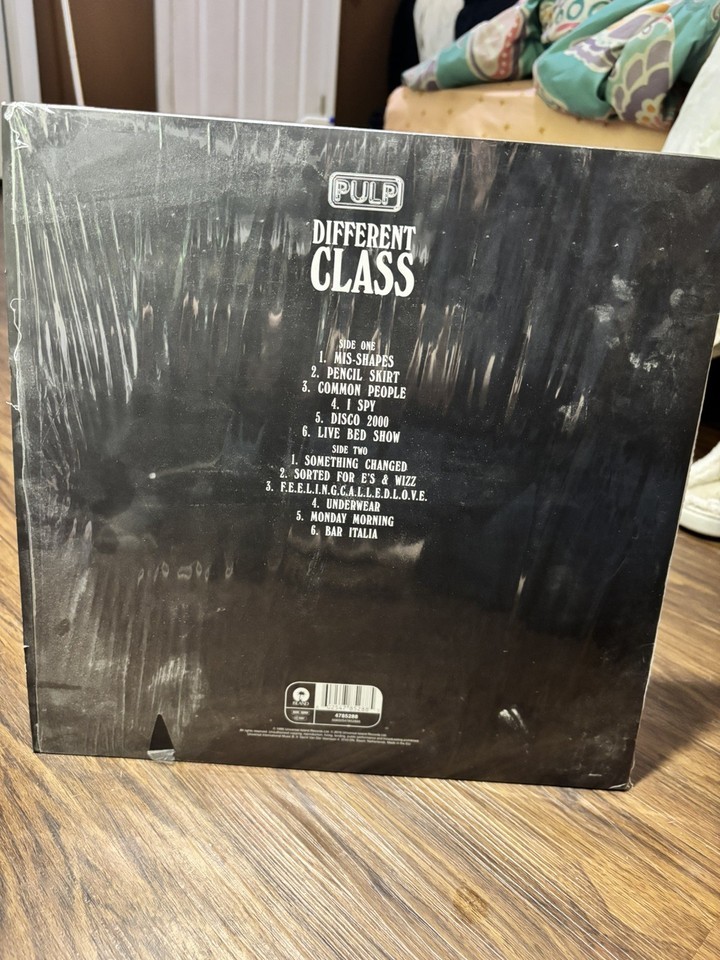 PULP
DIFFERENT
CLASS
SIDE ONE
1. MIS-SHAPES
2. PENCIL SKIRT
3. COMMON PEOPLE
4. I SPY
5. DISCO 2000
6. LIVE BED SHOW
SIDE TWO
1. SOMETHING CHANGED
2. SORTED FOR E'S & WIZZ
3. F.E.E.L.I.N.G.C.A.L.L.E.D.L.O.V.E.
4. UNDERWEAR
5. MONDAY MORNING
6. BAR ITALIA
ISLAND
4785288